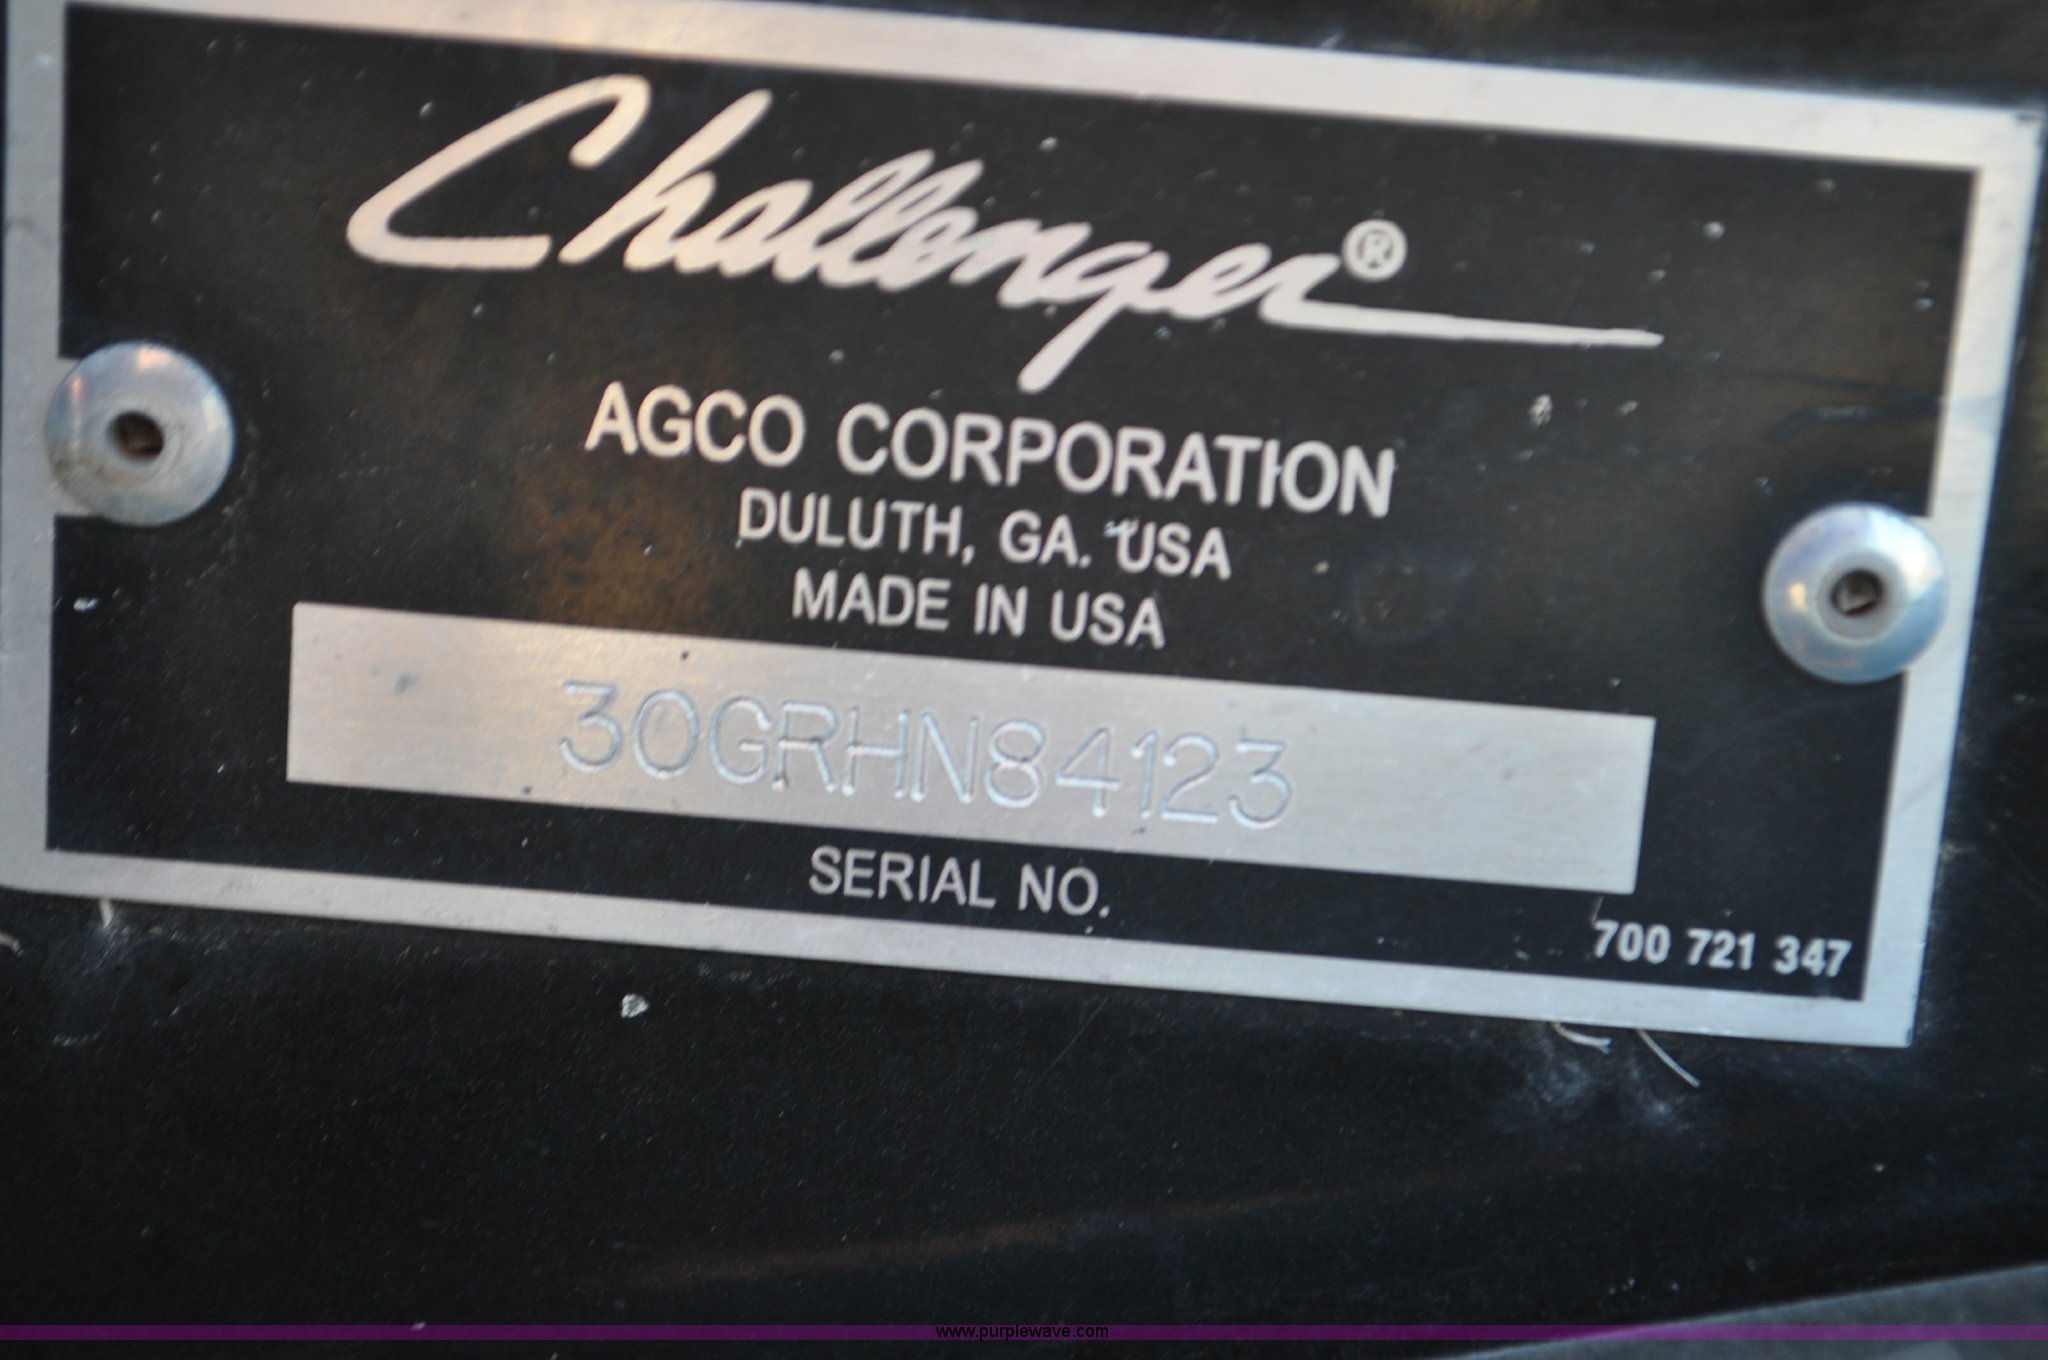 Challenger®
AGCO CORPORATION
DULUTH, GA. USA
MADE IN USA
30GRHN84123
SERIAL NO.
700 721 347
www.purplewave.com